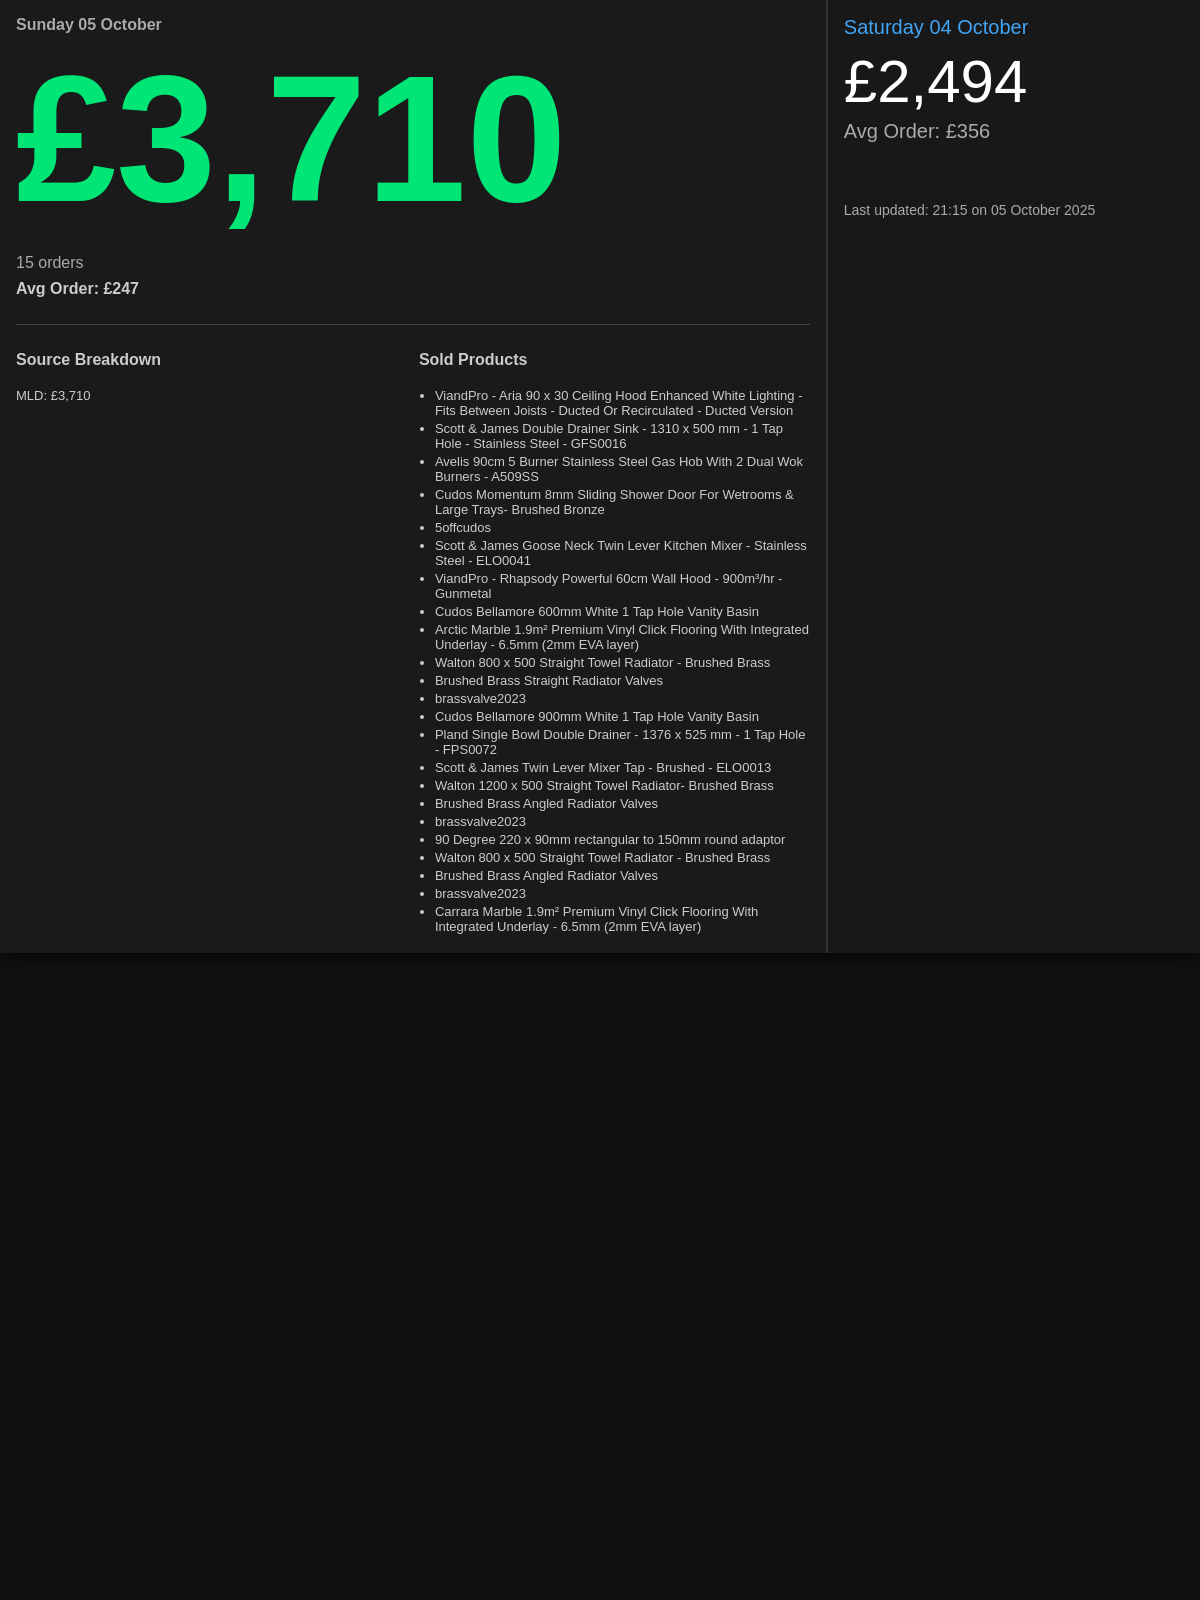 Sunday 05 October
£3,710
15 orders
Avg Order: £247
Source Breakdown
MLD: £3,710
Sold Products
• ViandPro - Aria 90 x 30 Ceiling Hood Enhanced White Lighting -
Fits Between Joists - Ducted Or Recirculated - Ducted Version
• Scott & James Double Drainer Sink - 1310 x 500 mm - 1 Tap
Hole - Stainless Steel - GFS0016
• Avelis 90cm 5 Burner Stainless Steel Gas Hob With 2 Dual Wok
Burners - A509SS
• Cudos Momentum 8mm Sliding Shower Door For Wetrooms &
Large Trays- Brushed Bronze
• 5offcudos
• Scott & James Goose Neck Twin Lever Kitchen Mixer - Stainless
Steel - ELO0041
• ViandPro - Rhapsody Powerful 60cm Wall Hood - 900m³/hr -
Gunmetal
• Cudos Bellamore 600mm White 1 Tap Hole Vanity Basin
• Arctic Marble 1.9m² Premium Vinyl Click Flooring With Integrated
Underlay - 6.5mm (2mm EVA layer)
• Walton 800 x 500 Straight Towel Radiator - Brushed Brass
• Brushed Brass Straight Radiator Valves
• brassvalve2023
• Cudos Bellamore 900mm White 1 Tap Hole Vanity Basin
• Pland Single Bowl Double Drainer - 1376 x 525 mm - 1 Tap Hole
- FPS0072
• Scott & James Twin Lever Mixer Tap - Brushed - ELO0013
• Walton 1200 x 500 Straight Towel Radiator- Brushed Brass
• Brushed Brass Angled Radiator Valves
• brassvalve2023
• 90 Degree 220 x 90mm rectangular to 150mm round adaptor
• Walton 800 x 500 Straight Towel Radiator - Brushed Brass
• Brushed Brass Angled Radiator Valves
• brassvalve2023
• Carrara Marble 1.9m² Premium Vinyl Click Flooring With
Integrated Underlay - 6.5mm (2mm EVA layer)
Saturday 04 October
£2,494
Avg Order: £356
Last updated: 21:15 on 05 October 2025